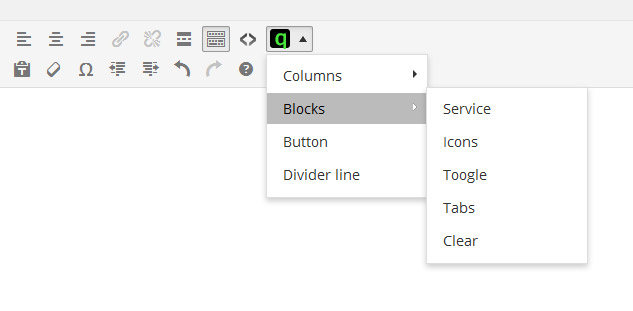 q
Columns
Blocks
Button
Divider line
Service
Icons
Toogle
Tabs
Clear